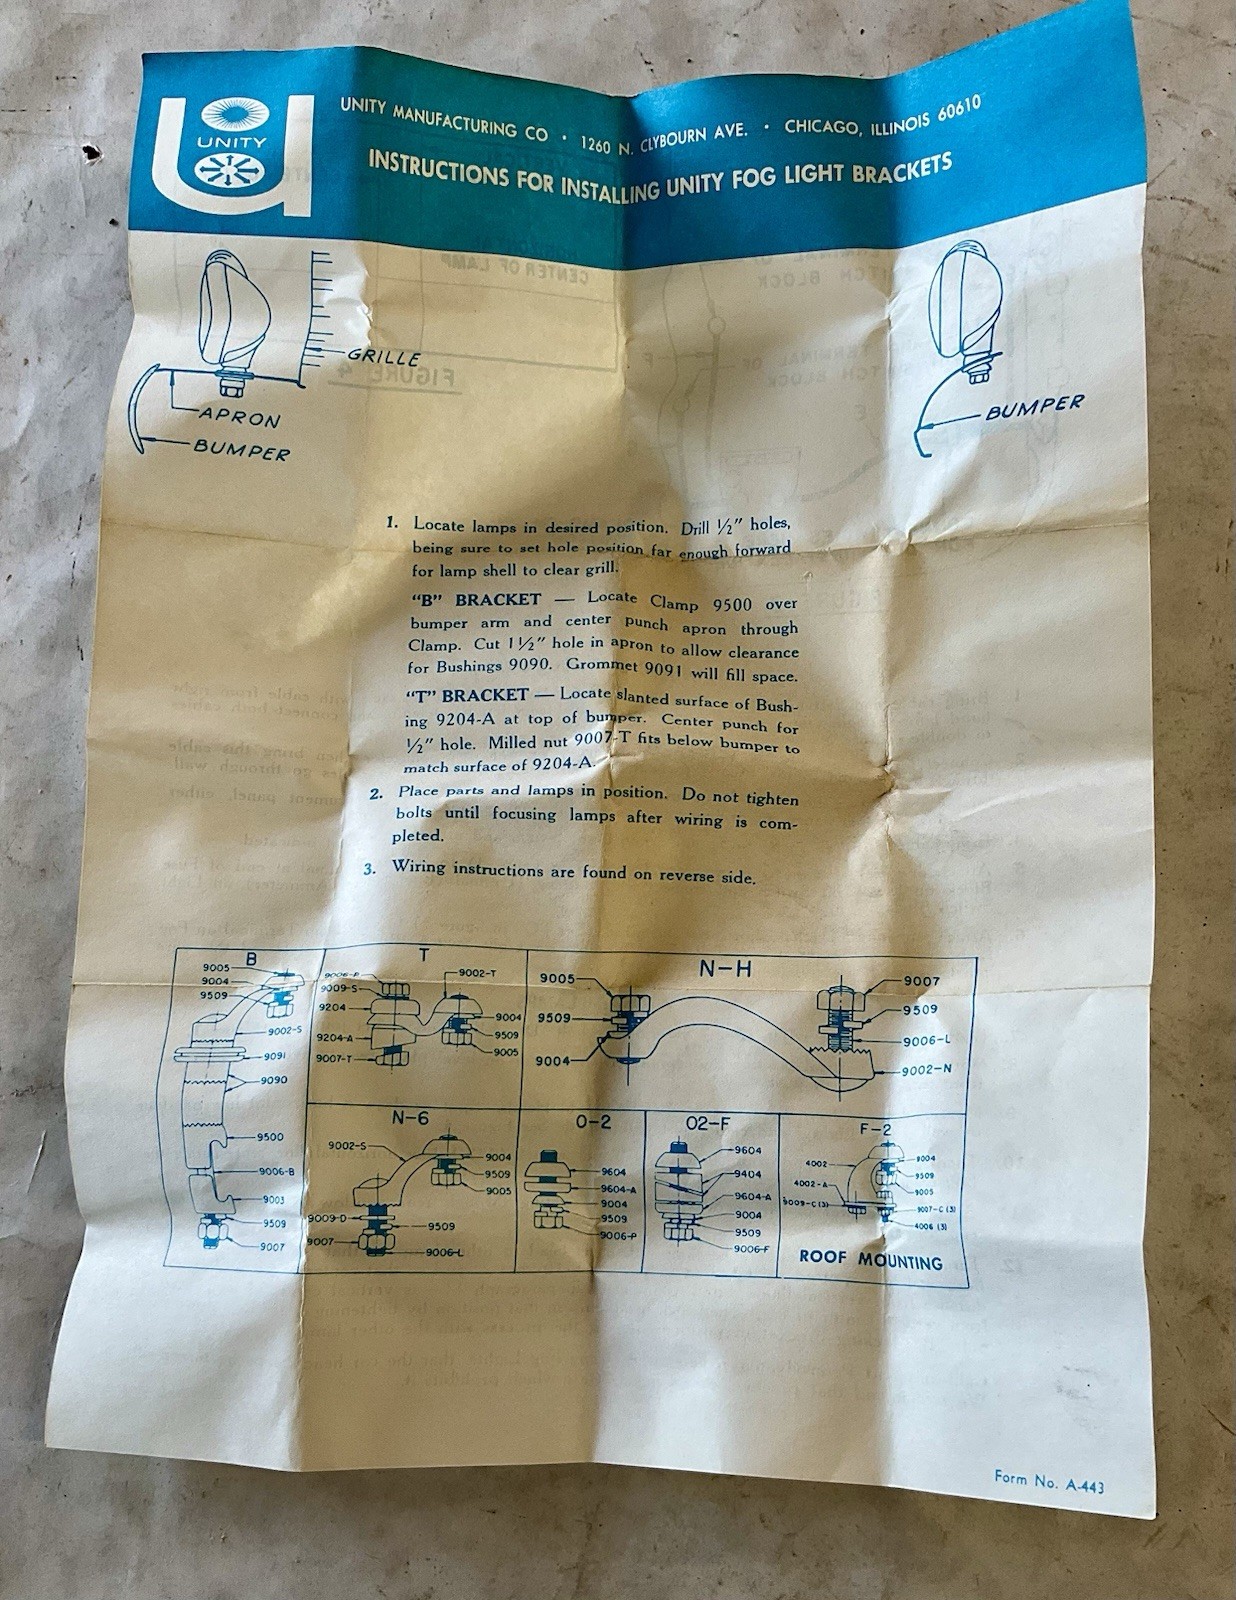 UNITY
UNITY MANUFACTURING CO • 1260 N. CLYBOURN AVE. • CHICAGO, ILLINOIS 60610
INSTRUCTIONS FOR INSTALLING UNITY FOG LIGHT BRACKETS
GRILLE
APRON
BUMPER
BUMPER
1. Locate lamps in desired position. Drill ½" holes,
being sure to set hole position far enough forward
for lamp shell to clear grill.
"B" BRACKET — Locate Clamp 9500 over
bumper arm and center punch apron through
Clamp. Cut 1½" hole in apron to allow clearance
for Bushings 9090. Grommet 9091 will fill space.
"T" BRACKET — Locate slanted surface of Bush-
ing 9204-A at top of bumper. Center punch for
½" hole. Milled nut 9007-T fits below bumper to
match surface of 9204-A.
2. Place parts and lamps in position. Do not tighten
bolts until focusing lamps after wiring is com-
pleted.
3. Wiring instructions are found on reverse side.
B
9005
9004
9509
9002-S
9091
9090
9500
9006-B
9003
9509
9007
T
9006-P
9002-T
9009-S
9204
9004
9509
9204-A
9005
9007-T
N-H
9005
9007
9509
9509
9006-L
9004
9002-N
N-6
9002-S
9004
9509
9005
9009-D
9509
9007
9006-L
O-2
9604
9604-A
9004
9509
9006-P
O2-F
9604
9404
9604-A
9004
9509
9006-F
F-2
4002
9004
9509
4002-A
9005
9009-C (3)
9007-C (3)
4006 (3)
ROOF MOUNTING
Form No. A-443